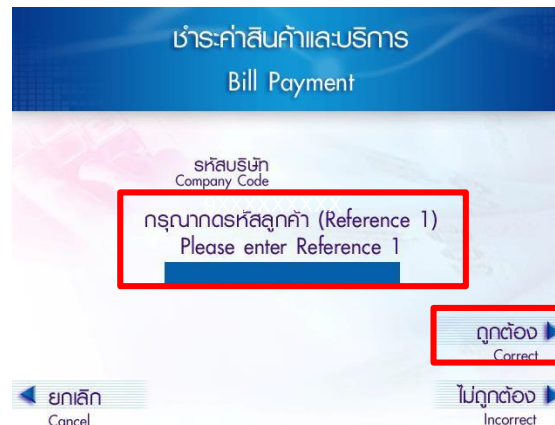 ชำระค่าสินค้าและบริการ
Bill Payment
รหัสบริษัท
Company Code
กรุณากดรหัสลูกค้า (Reference 1)
Please enter Reference 1
ถูกต้อง
Correct
ยกเลิก
Cancel
ไม่ถูกต้อง
Incorrect